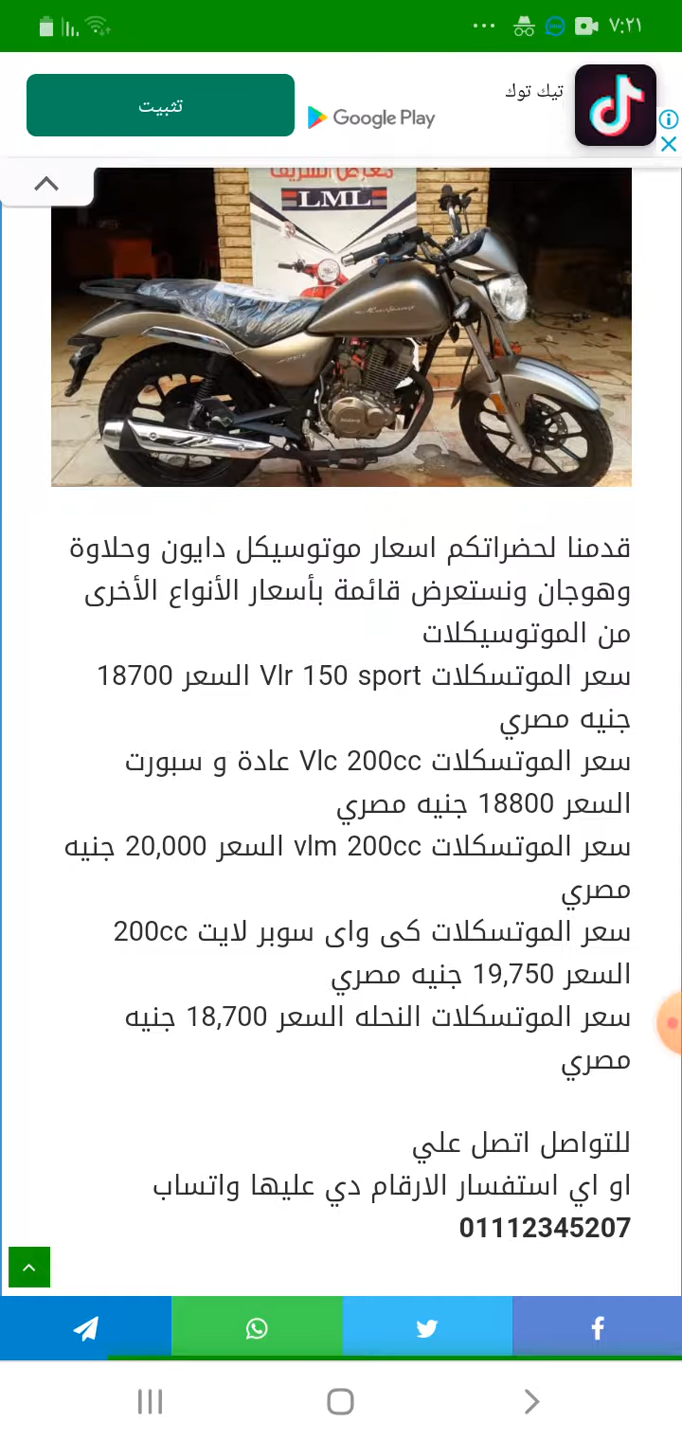 ٧:٢١
تيك توك
Google Play
تثبيت
معرض الشريف
LML
قدمنا لحضراتكم اسعار موتوسيكل دايون وحلاوة
وهوجان ونستعرض قائمة بأسعار الأنواع الأخرى
من الموتوسيكلات
سعر الموتسكلات Vlr 150 sport السعر 18700
جنيه مصري
سعر الموتسكلات Vlc 200cc عادة و سبورت
السعر 18800 جنيه مصري
سعر الموتسكلات vlm 200cc السعر 20,000 جنيه
مصري
سعر الموتسكلات كى واى سوبر لايت 200cc
السعر 19,750 جنيه مصري
سعر الموتسكلات النحله السعر 18,700 جنيه
مصري
للتواصل اتصل علي
او اي استفسار الارقام دي عليها واتساب
01112345207